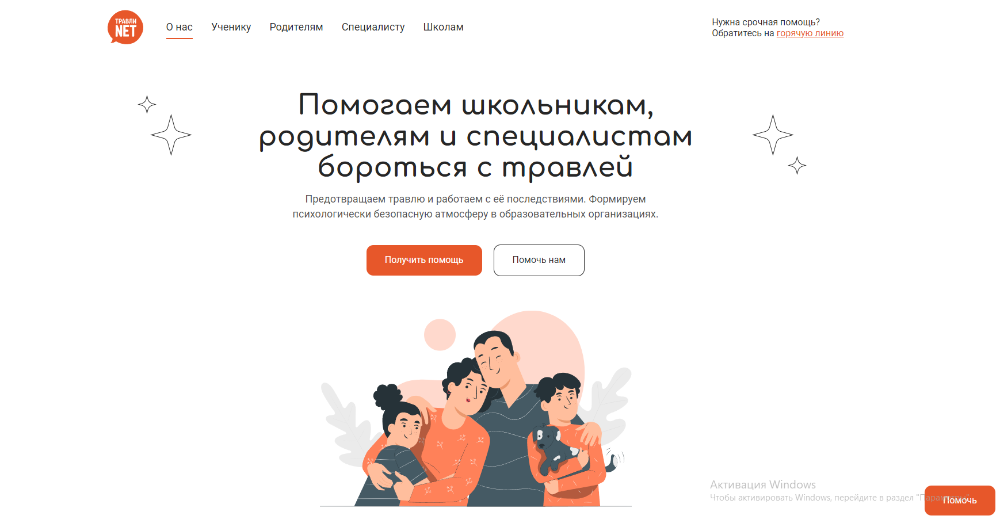 ТРАВЛИ
NET
О нас
Ученику
Родителям
Специалисту
Школам
Нужна срочная помощь?
Обратитесь на горячую линию
Помогаем школьникам,
родителям и специалистам
бороться с травлей
Предотвращаем травлю и работаем с её последствиями. Формируем
психологически безопасную атмосферу в образовательных организациях.
Получить помощь
Помочь нам
Активация Windows
Чтобы активировать Windows, перейдите в раздел "Параметры".
Помочь